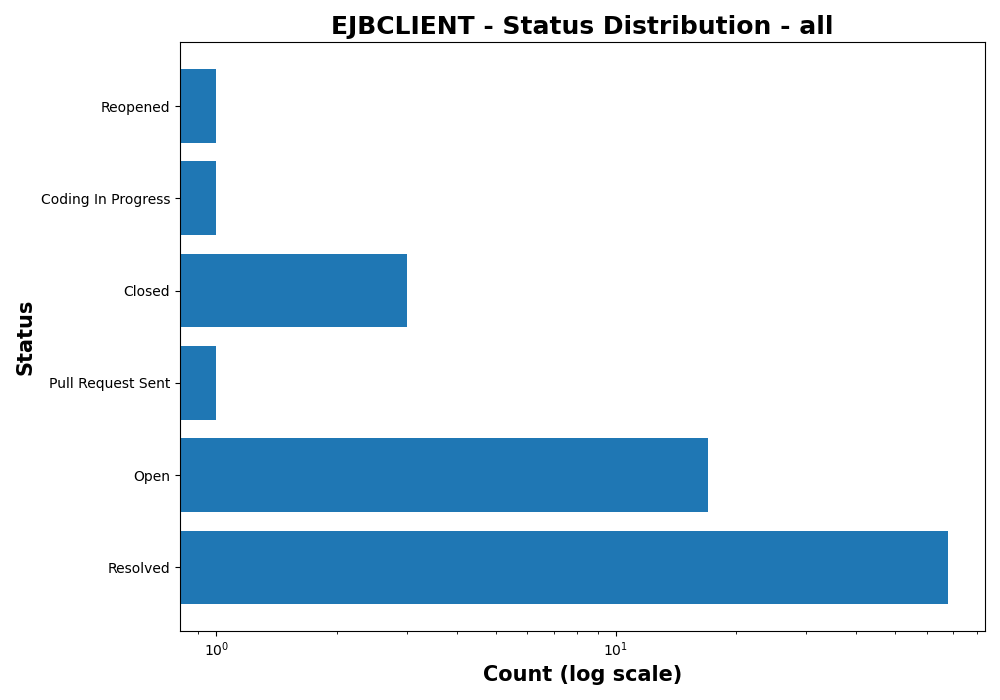 EJBCLIENT - Status Distribution - all
Status
Reopened
Coding In Progress
Closed
Pull Request Sent
Open
Resolved
10⁰
10¹
Count (log scale)